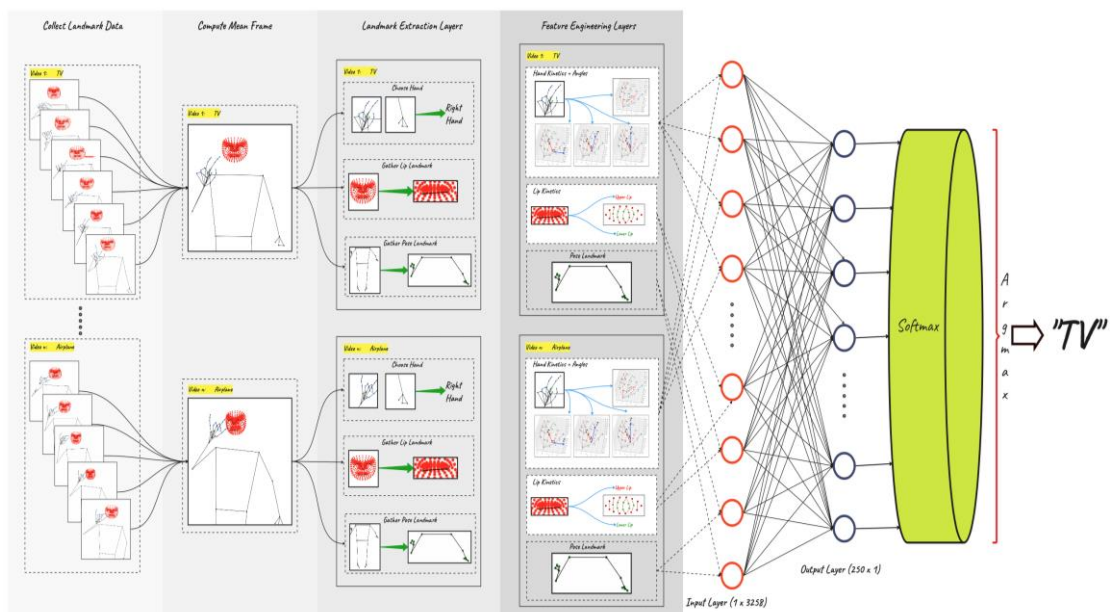 Collect Landmark Data
Compute Mean Frame
Landmark Extraction Layers
Feature Engineering Layers
Video 1: TV
Video 1: TV
Video 1: TV
Choose Hand
Right
Hand
Gather Lip Landmark
Gather Pose Landmark
Video 1: TV
Hand Kinetics + Angles
Lip Kinetics
Upper Lip
Lower Lip
Pose Landmark
Video n: Airplane
Video n: Airplane
Video n: Airplane
Choose Hand
Right
Hand
Gather Lip Landmark
Gather Pose Landmark
Video n: Airplane
Hand Kinetics + Angles
Lip Kinetics
Upper Lip
Lower Lip
Pose Landmark
Input Layer (1 x 3258)
Output Layer (250 x 1)
Softmax
Argmax
"TV"